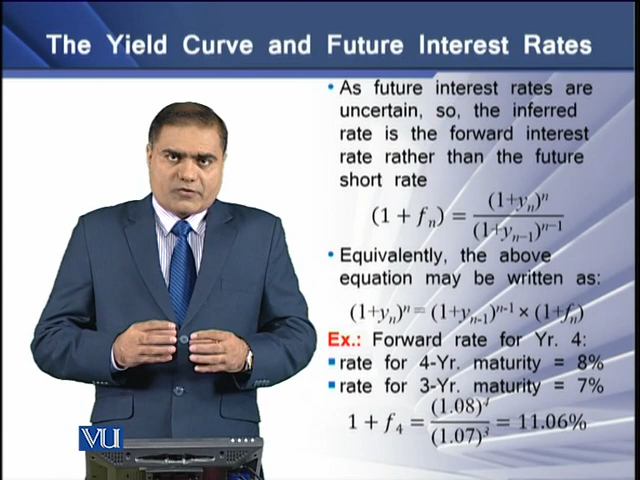 The Yield Curve and Future Interest Rates
• As future interest rates are
uncertain, so, the inferred
rate is the forward interest
rate rather than the future
short rate
(1 + fₙ) = (1+yₙ)ⁿ / (1+yₙ₋₁)ⁿ⁻¹
• Equivalently, the above
equation may be written as:
(1+yₙ)ⁿ = (1+yₙ₋₁)ⁿ⁻¹ × (1+fₙ)
Ex.: Forward rate for Yr. 4:
▪ rate for 4-Yr. maturity = 8%
▪ rate for 3-Yr. maturity = 7%
1 + f₄ = (1.08)⁴ / (1.07)³ = 11.06%
VU